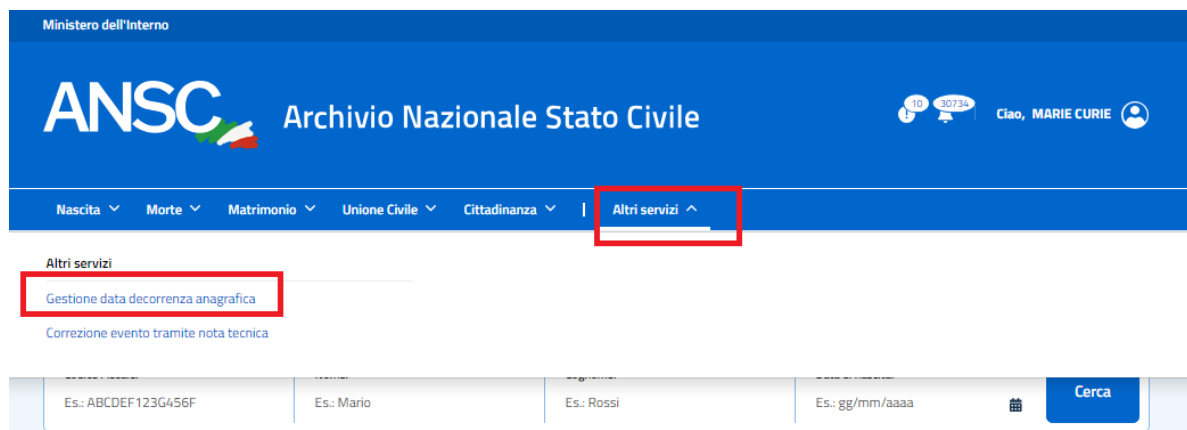 Ministero dell'Interno
ANSC Archivio Nazionale Stato Civile
10 30734 Ciao, MARIE CURIE
Nascita Morte Matrimonio Unione Civile Cittadinanza | Altri servizi
Altri servizi
Gestione data decorrenza anagrafica
Correzione evento tramite nota tecnica
Es.: ABCDEF123G456F Es.: Mario Es.: Rossi Es.: gg/mm/aaaa Cerca